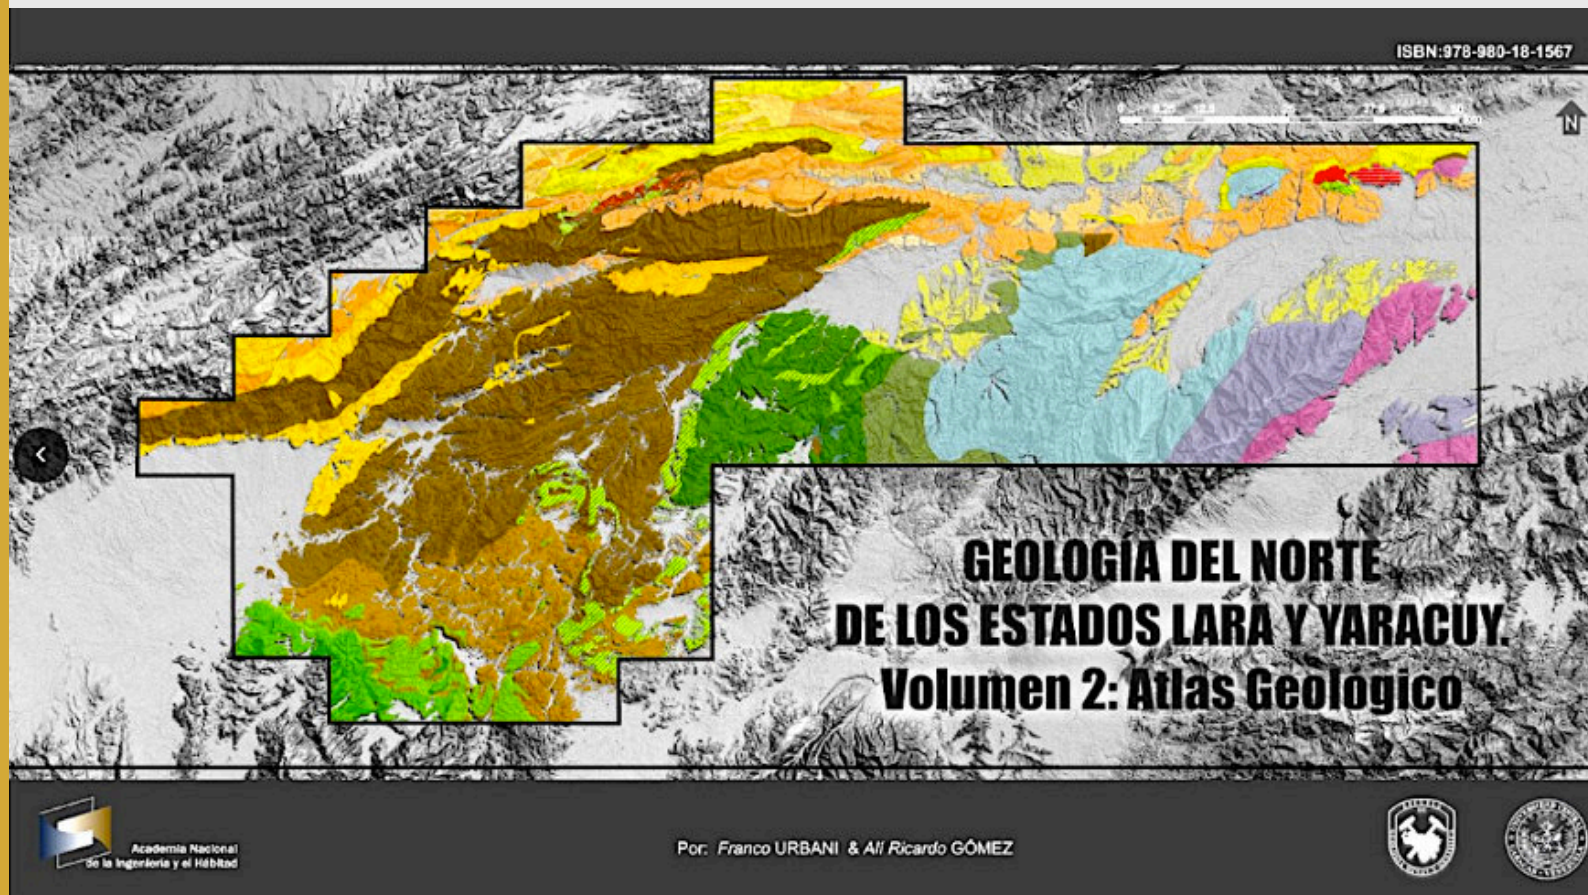 ISBN:978-980-18-1567
N
GEOLOGÍA DEL NORTE
DE LOS ESTADOS LARA Y YARACUY.
Volumen 2: Atlas Geológico
Academia Nacional
de la Ingeniería y el Hábitad
Por: Franco URBANI & Alí Ricardo GÓMEZ